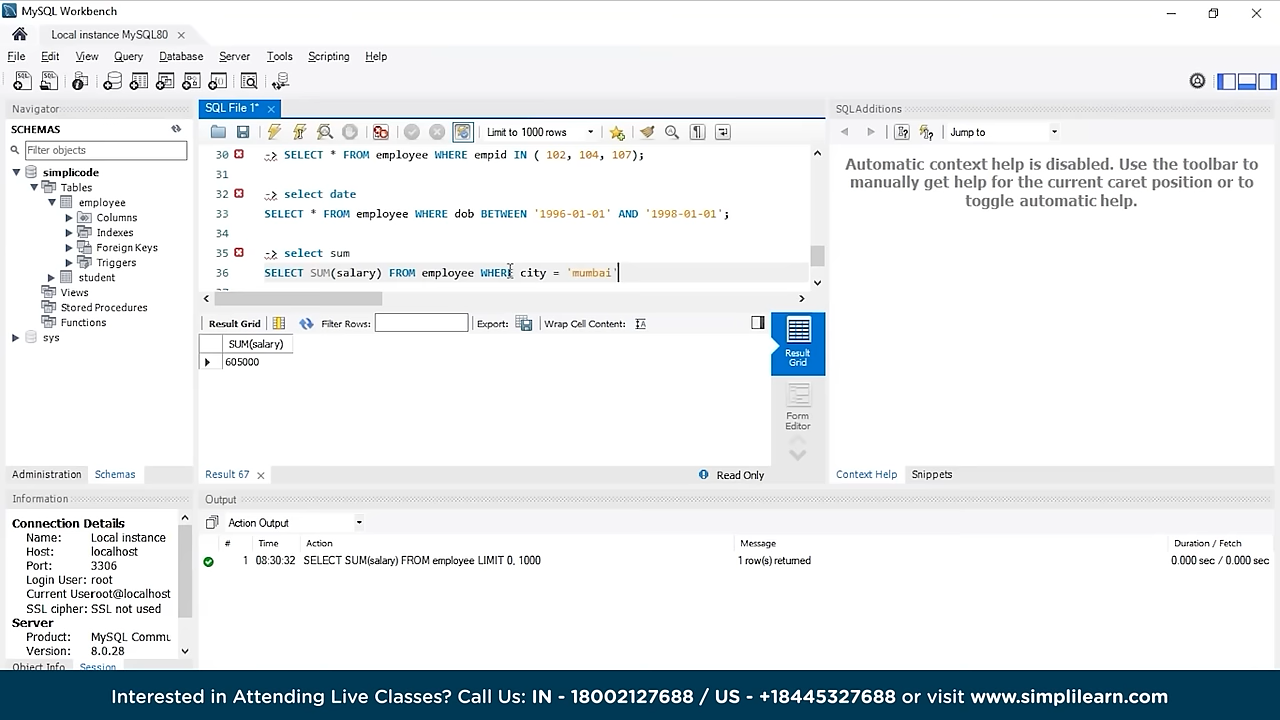 MySQL Workbench
Local instance MySQL80
File Edit View Query Database Server Tools Scripting Help
Navigator
SCHEMAS
Filter objects
simplicode
Tables
employee
Columns
Indexes
Foreign Keys
Triggers
student
Views
Stored Procedures
Functions
sys
Administration Schemas
Information
Connection Details
Name: Local instance
Host: localhost
Port: 3306
Login User: root
Current User root@localhost
SSL cipher: SSL not used
Server
Product: MySQL Commu
Version: 8.0.28
Object Info Session
SQL File 1*
Limit to 1000 rows
30 -> SELECT * FROM employee WHERE empid IN ( 102, 104, 107);
31
32 -> select date
33 SELECT * FROM employee WHERE dob BETWEEN '1996-01-01' AND '1998-01-01';
34
35 -> select sum
36 SELECT SUM(salary) FROM employee WHERE city = 'mumbai'
Result Grid Filter Rows: Export: Wrap Cell Content:
SUM(salary)
605000
Result Grid
Form Editor
Result 67 Read Only
SQLAdditions
Jump to
Automatic context help is disabled. Use the toolbar to
manually get help for the current caret position or to
toggle automatic help.
Context Help Snippets
Output
Action Output
# Time Action Message Duration / Fetch
1 08:30:32 SELECT SUM(salary) FROM employee LIMIT 0, 1000 1 row(s) returned 0.000 sec / 0.000 sec
Interested in Attending Live Classes? Call Us: IN - 18002127688 / US - +18445327688 or visit www.simplilearn.com